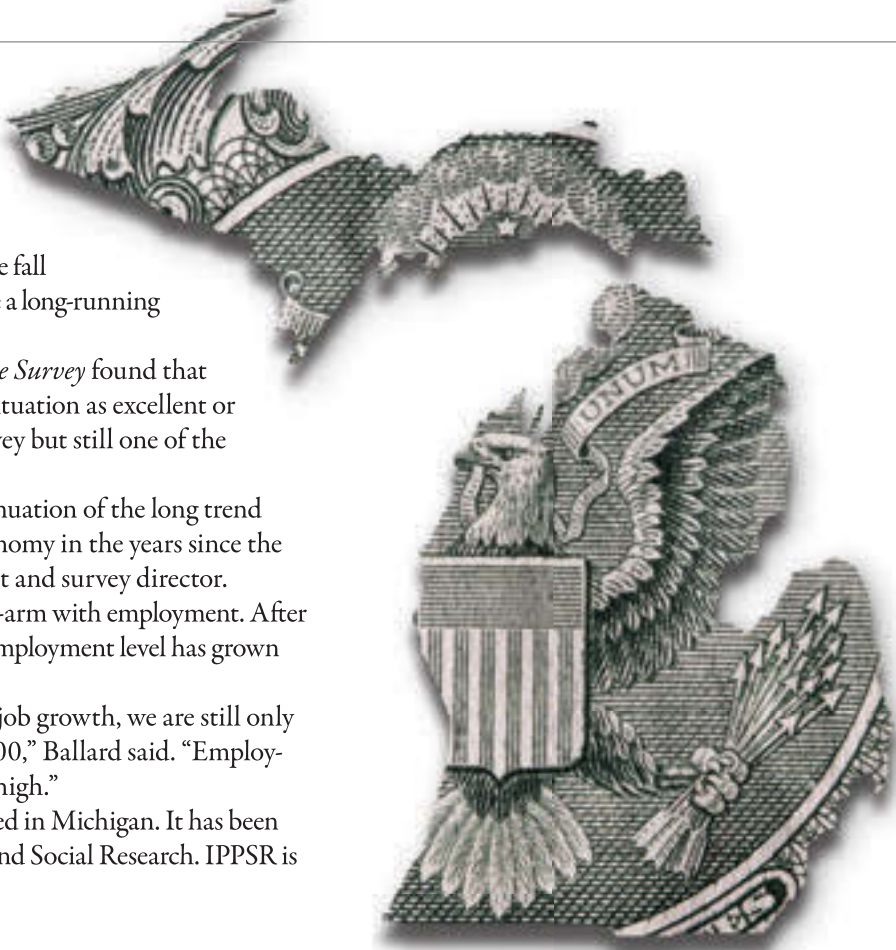 e fall
a long-running
e Survey found that
tuation as excellent or
vey but still one of the
nuation of the long trend
nomy in the years since the
t and survey director.
-arm with employment. After
mployment level has grown
job growth, we are still only
00,” Ballard said. “Employ-
high.”
ed in Michigan. It has been
nd Social Research. IPPSR is
UNUM
ES